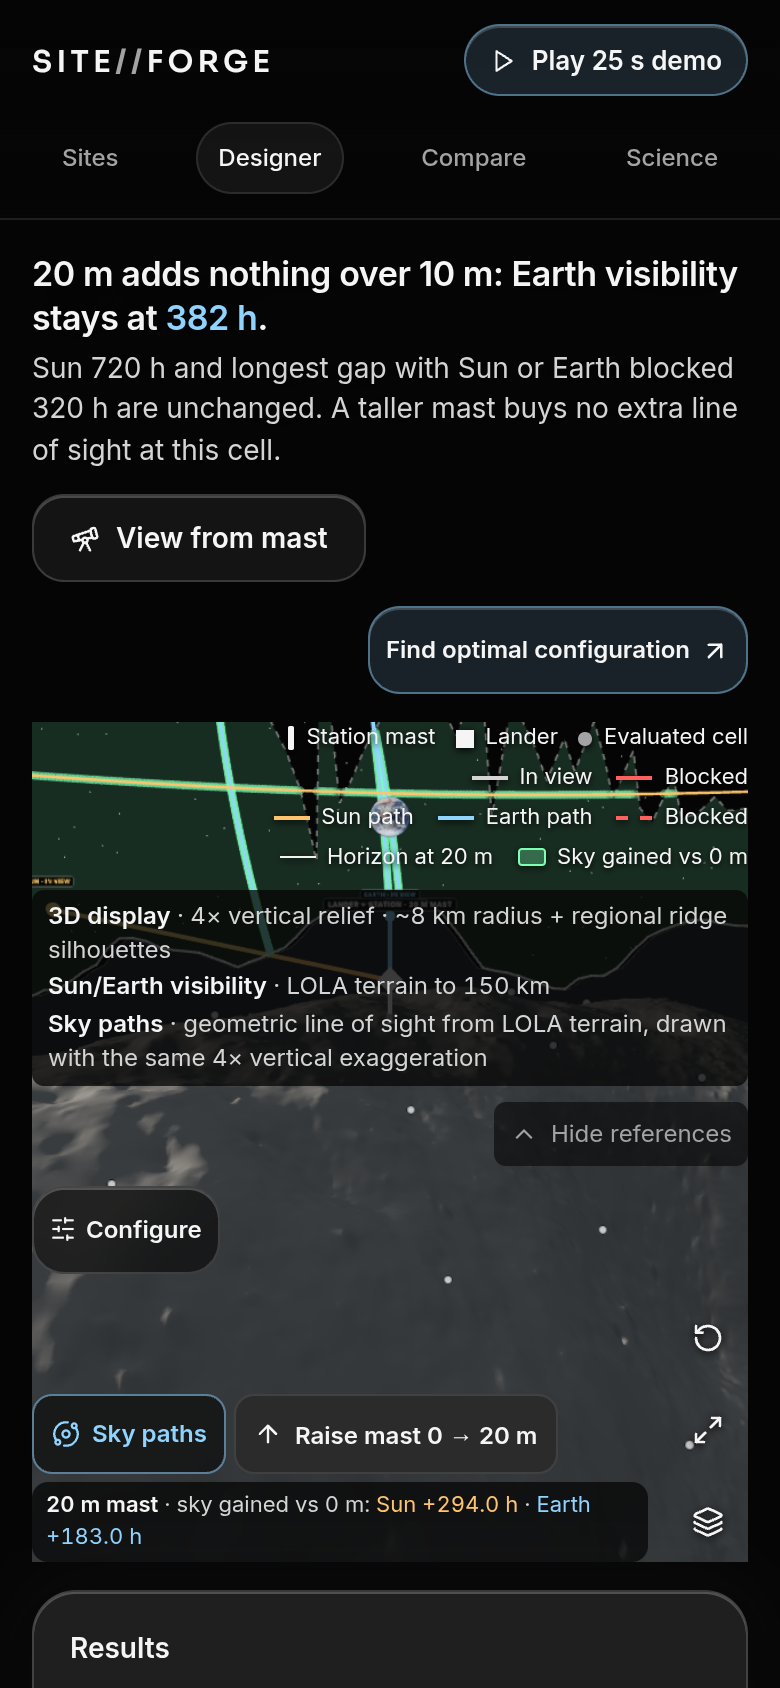 SITE//FORGE
Play 25 s demo
Sites
Designer
Compare
Science
20 m adds nothing over 10 m: Earth visibility
stays at 382 h.
Sun 720 h and longest gap with Sun or Earth blocked
320 h are unchanged. A taller mast buys no extra line
of sight at this cell.
View from mast
Find optimal configuration
Station mast
Lander
Evaluated cell
In view
Blocked
Sun path
Earth path
Blocked
Horizon at 20 m
Sky gained vs 0 m
3D display · 4× vertical relief · ~8 km radius + regional ridge
silhouettes
Sun/Earth visibility · LOLA terrain to 150 km
Sky paths · geometric line of sight from LOLA terrain, drawn
with the same 4× vertical exaggeration
Hide references
Configure
Sky paths
Raise mast 0 → 20 m
20 m mast · sky gained vs 0 m: Sun +294.0 h · Earth
+183.0 h
Results